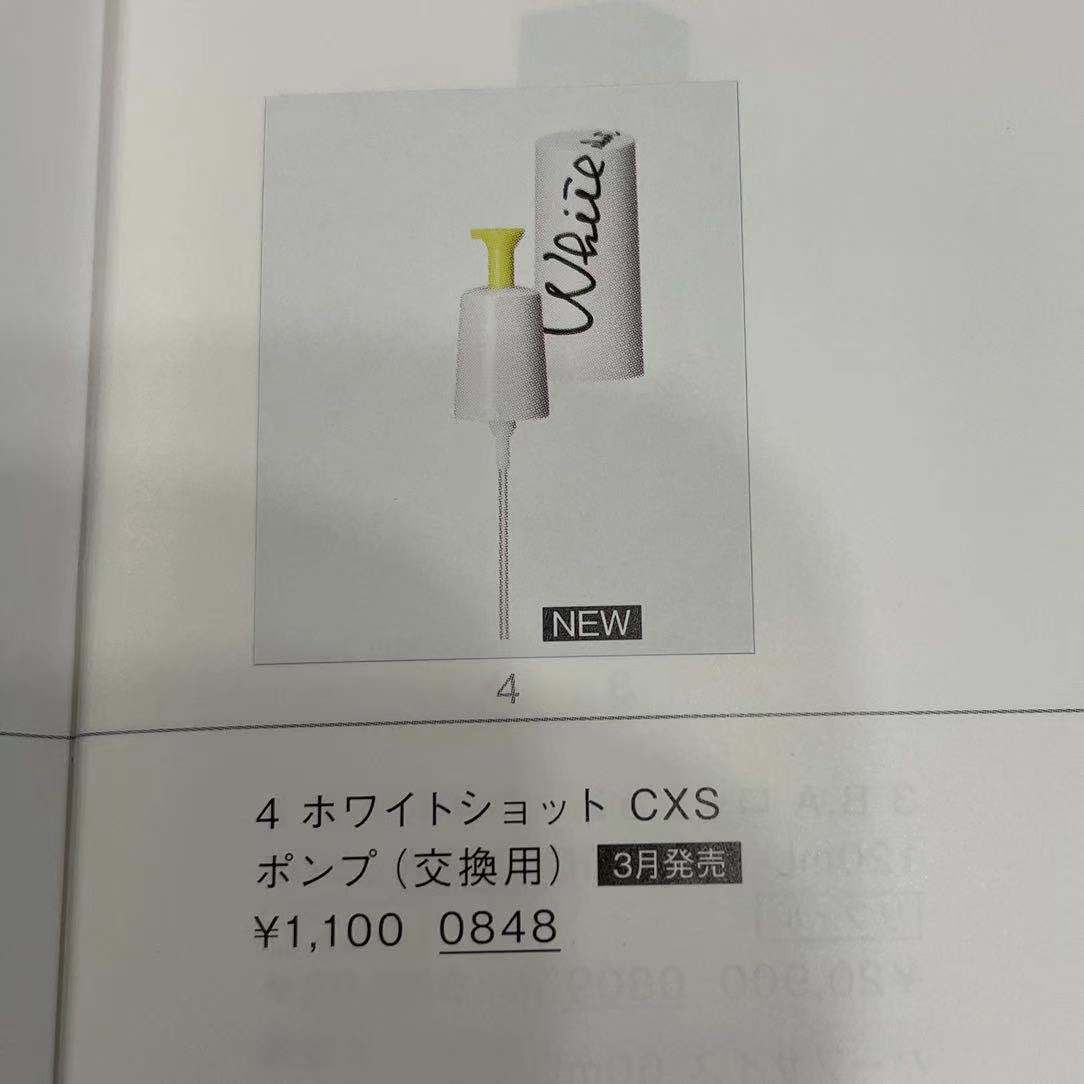 White
NEW
4
4 ホワイトショット CXS
ポンプ (交換用) 3月発売
¥1,100 0848